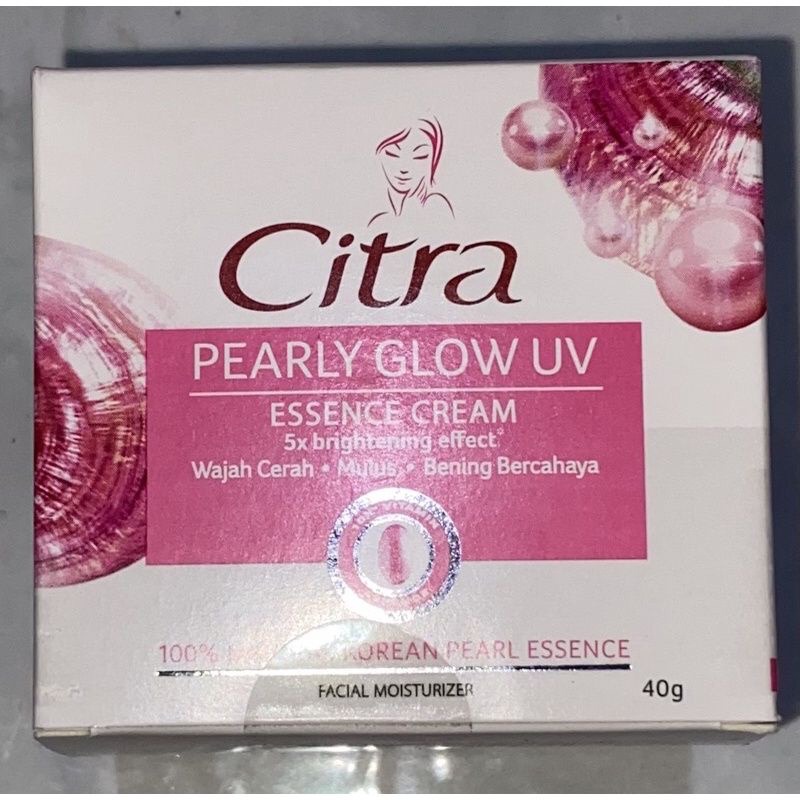 Citra
PEARLY GLOW UV
ESSENCE CREAM
5x brightening effect*
Wajah Cerah • Mulus • Bening Bercahaya
100% KOREAN PEARL ESSENCE
FACIAL MOISTURIZER
40g